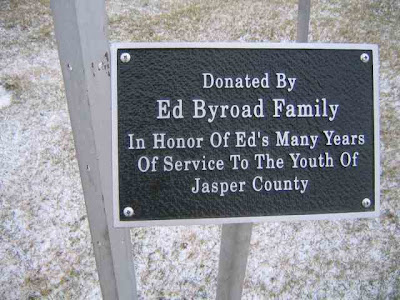 Donated By
Ed Byroad Family
In Honor Of Ed's Many Years
Of Service To The Youth Of
Jasper County